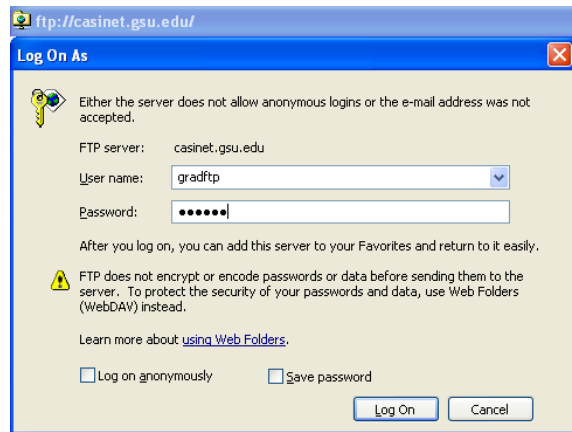 ftp://casinet.gsu.edu/
Log On As
Either the server does not allow anonymous logins or the e-mail address was not
accepted.
FTP server: casinet.gsu.edu
User name: gradftp
Password: ●●●●●●
After you log on, you can add this server to your Favorites and return to it easily.
FTP does not encrypt or encode passwords or data before sending them to the
server. To protect the security of your passwords and data, use Web Folders
(WebDAV) instead.
Learn more about using Web Folders.
Log on anonymously Save password
Log On Cancel